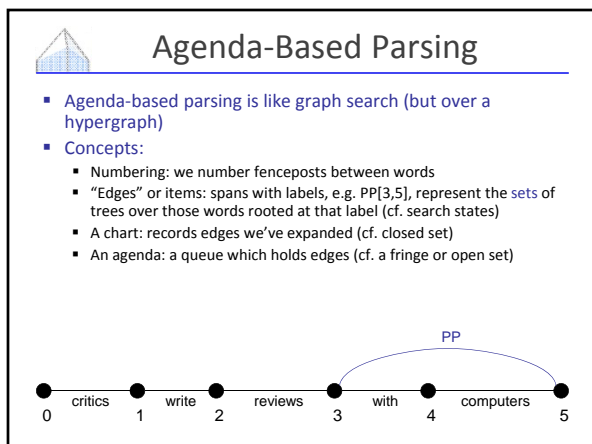 Agenda-Based Parsing
▪ Agenda-based parsing is like graph search (but over a
hypergraph)
▪ Concepts:
▪ Numbering: we number fenceposts between words
▪ “Edges” or items: spans with labels, e.g. PP[3,5], represent the sets of
trees over those words rooted at that label (cf. search states)
▪ A chart: records edges we’ve expanded (cf. closed set)
▪ An agenda: a queue which holds edges (cf. a fringe or open set)
PP
critics write reviews with computers
0 1 2 3 4 5